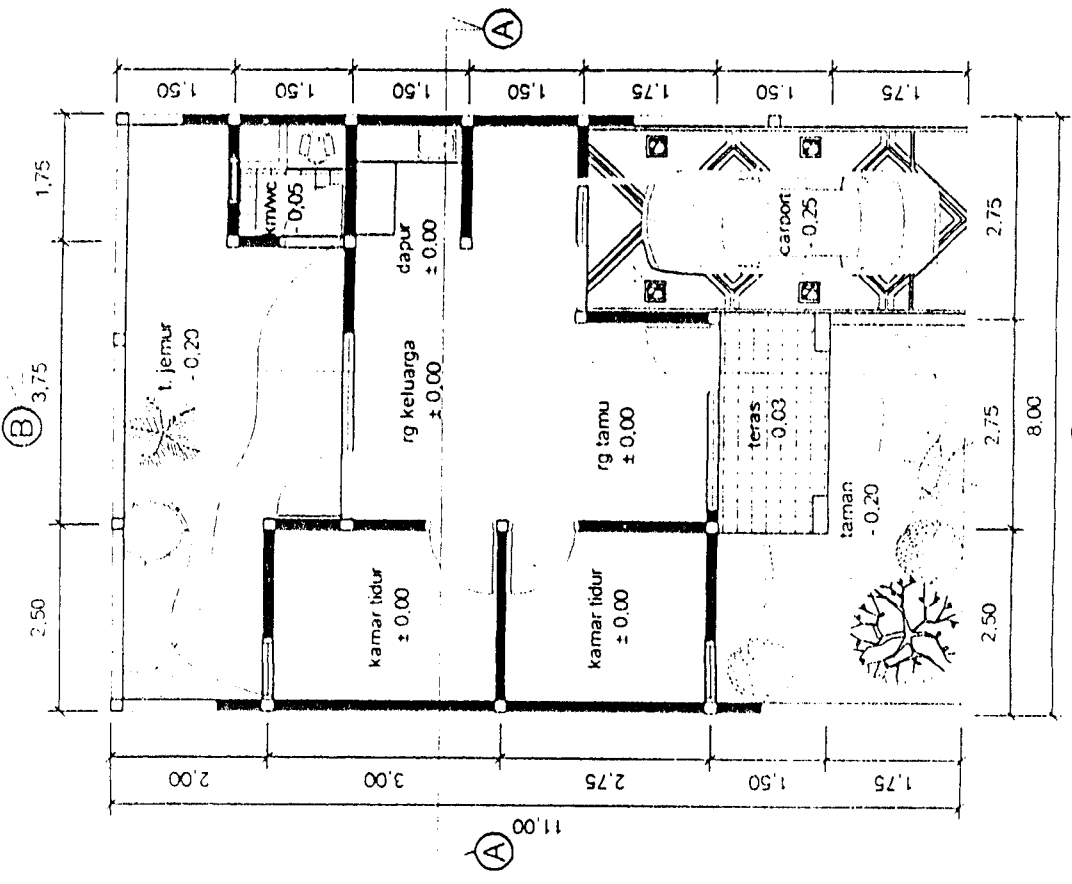 A
1,50
1,50
1,50
1,50
1,75
1,50
1,75
1,75
3,75
2,50
B
km/wc
- 0,05
dapur
± 0,00
carport
- 0,25
t. jemur
- 0,20
rg keluarga
± 0,00
rg tamu
± 0,00
teras
- 0,03
taman
- 0,20
kamar tidur
± 0,00
kamar tidur
± 0,00
2,75
2,75
8,00
2,50
2,00
3,00
2,75
1,50
1,75
11,00
A